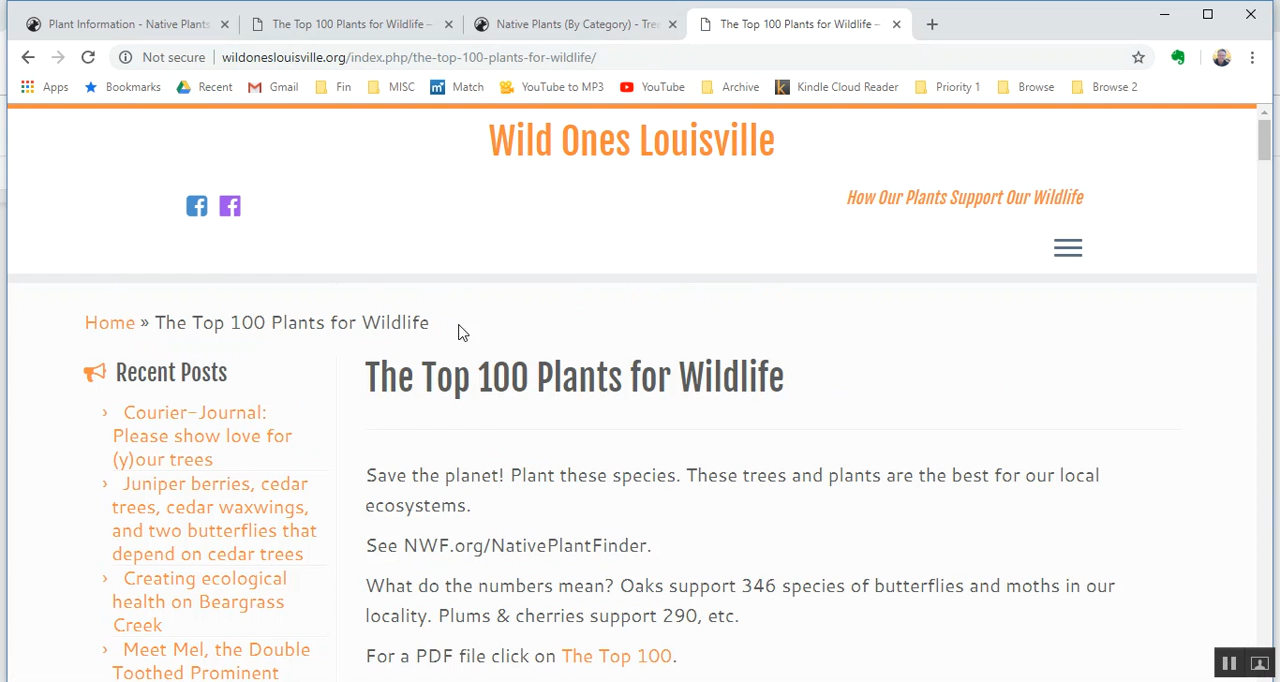 Plant Information - Native Plants
The Top 100 Plants for Wildlife –
Native Plants (By Category) - Tre
The Top 100 Plants for Wildlife –
Not secure
wildoneslouisville.org/index.php/the-top-100-plants-for-wildlife/
Apps
Bookmarks
Recent
Gmail
Fin
MISC
Match
YouTube to MP3
YouTube
Archive
Kindle Cloud Reader
Priority 1
Browse
Browse 2
Wild Ones Louisville
How Our Plants Support Our Wildlife
Home » The Top 100 Plants for Wildlife
Recent Posts
Courier-Journal:
Please show love for
(y)our trees
Juniper berries, cedar
trees, cedar waxwings,
and two butterflies that
depend on cedar trees
Creating ecological
health on Beargrass
Creek
Meet Mel, the Double
Toothed Prominent
The Top 100 Plants for Wildlife
Save the planet! Plant these species. These trees and plants are the best for our local
ecosystems.
See NWF.org/NativePlantFinder.
What do the numbers mean? Oaks support 346 species of butterflies and moths in our
locality. Plums & cherries support 290, etc.
For a PDF file click on The Top 100.